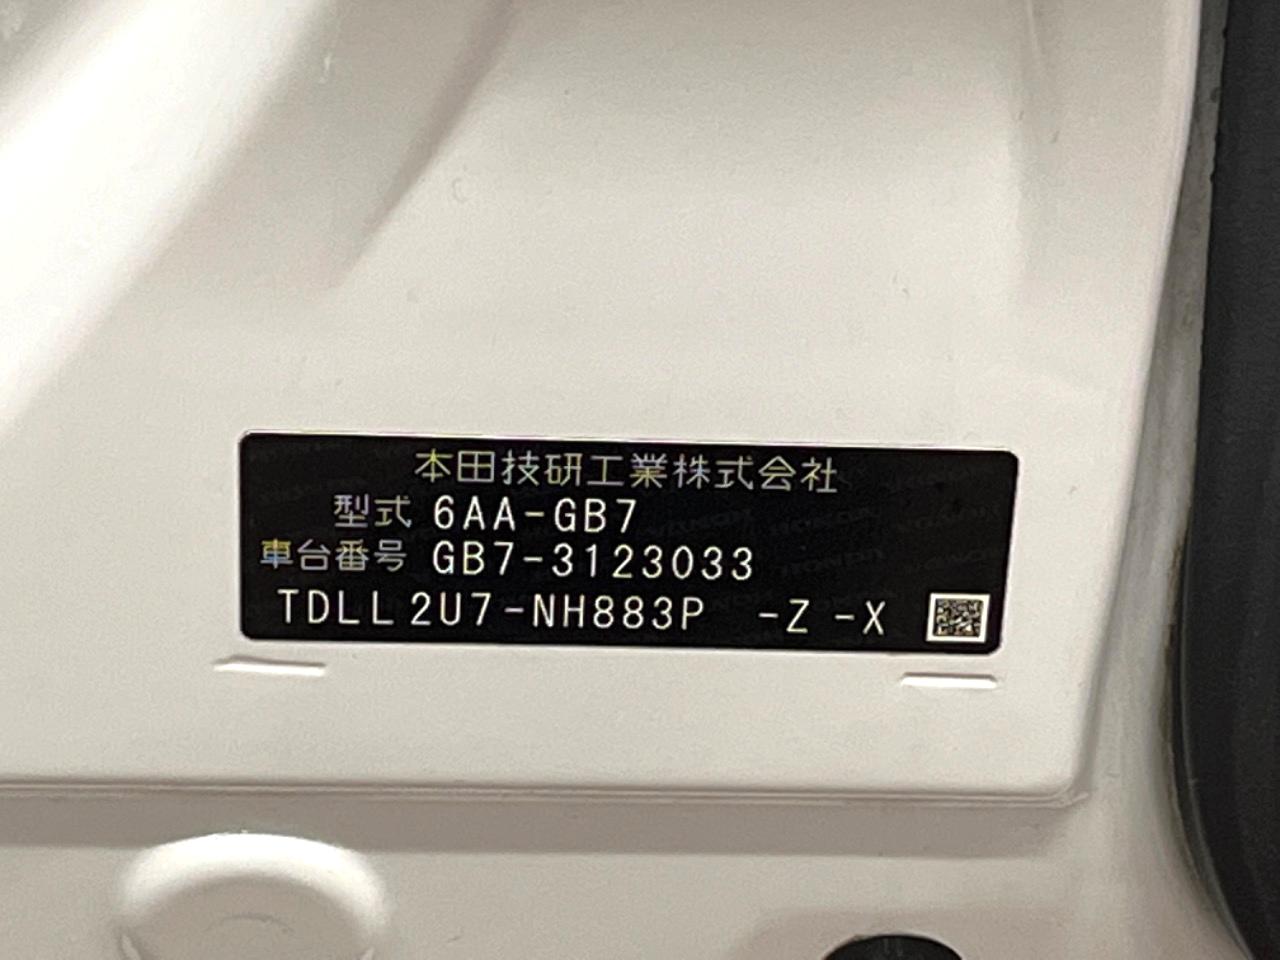 本田技研工業株式会社
型式 6AA-GB7
車台番号 GB7-3123033
TDLL2U7-NH883P -Z -X